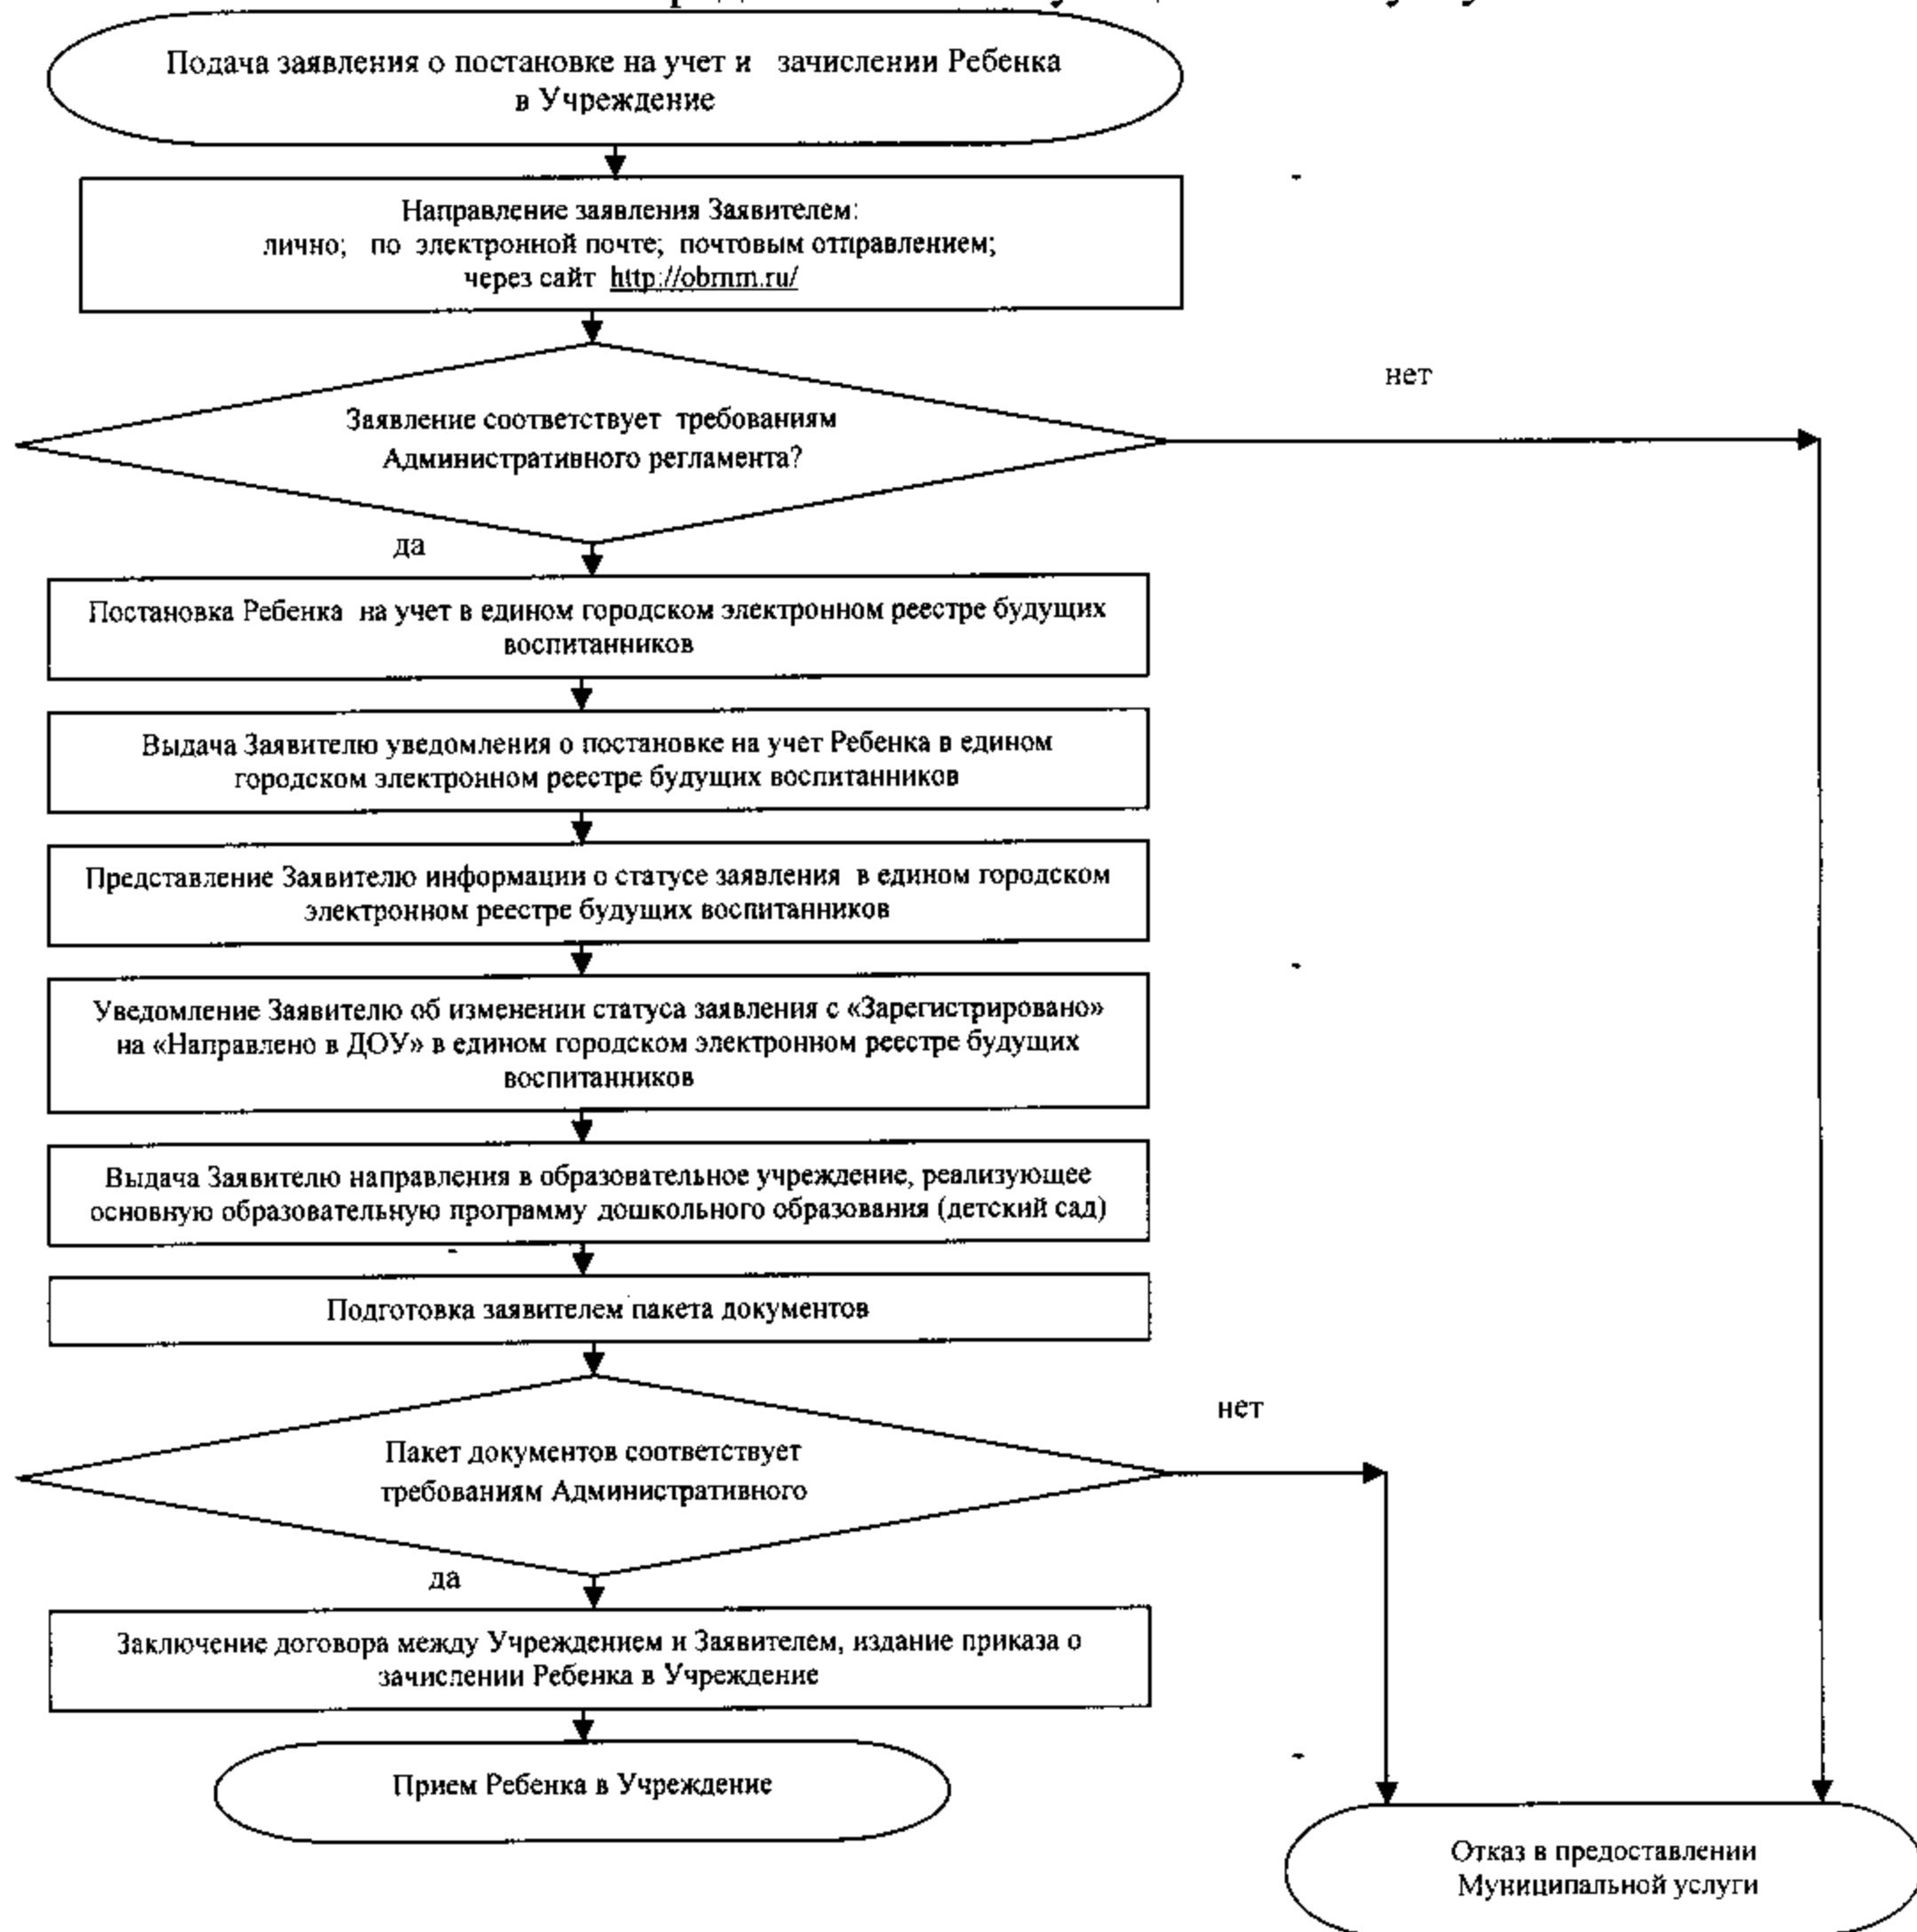 Подача заявления о постановке на учет и зачислении Ребенка
в Учреждение
Направление заявления Заявителем:
лично; по электронной почте; почтовым отправлением;
через сайт http://obrnm.ru/
нет
Заявление соответствует требованиям
Административного регламента?
да
Постановка Ребенка на учет в едином городском электронном реестре будущих
воспитанников
Выдача Заявителю уведомления о постановке на учет Ребенка в едином
городском электронном реестре будущих воспитанников
Представление Заявителю информации о статусе заявления в едином городском
электронном реестре будущих воспитанников
Уведомление Заявителю об изменении статуса заявления с «Зарегистрировано»
на «Направлено в ДОУ» в едином городском электронном реестре будущих
воспитанников
Выдача Заявителю направления в образовательное учреждение, реализующее
основную образовательную программу дошкольного образования (детский сад)
Подготовка заявителем пакета документов
нет
Пакет документов соответствует
требованиям Административного
да
Заключение договора между Учреждением и Заявителем, издание приказа о
зачислении Ребенка в Учреждение
Прием Ребенка в Учреждение
Отказ в предоставлении
Муниципальной услуги